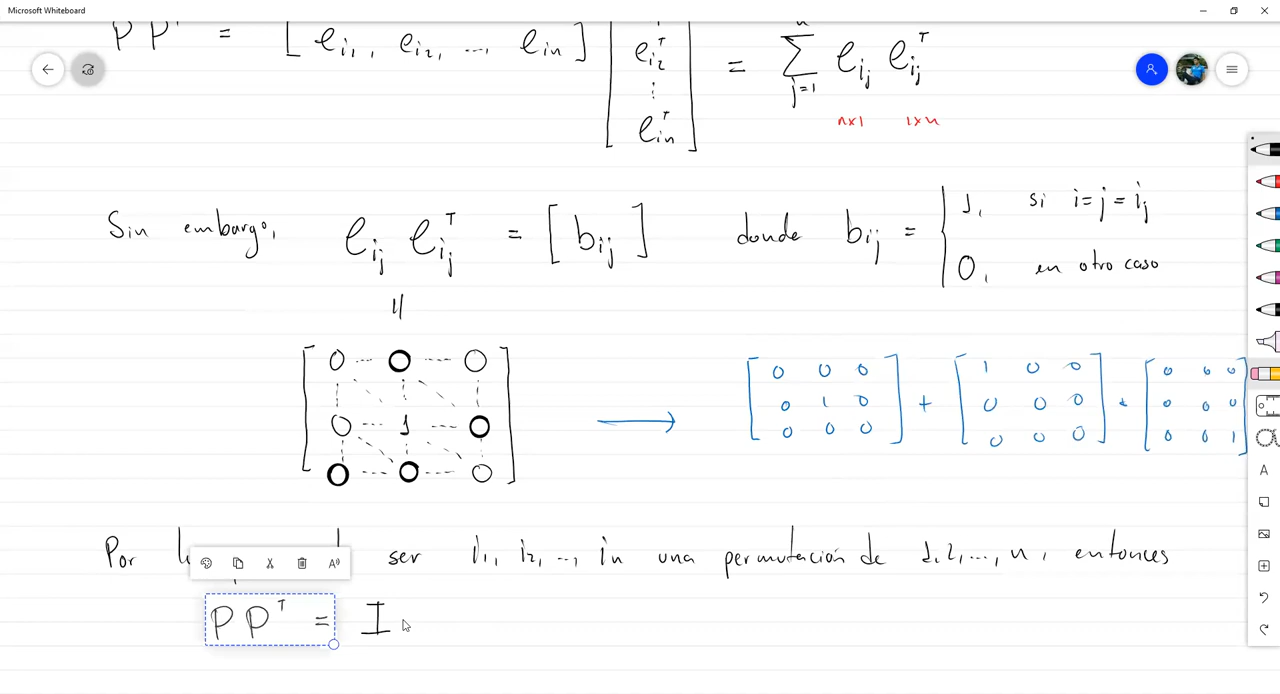 Microsoft Whiteboard
P P^T = [ e_{i1}, e_{i2}, ..., e_{in} ] [ e_{i2}^T ⋮ e_{in}^T ] = \sum_{j=1}^{n} e_{ij} e_{ij}^T
n×1 1×n
Sin embargo, e_{ij} e_{ij}^T = [ b_{ij} ] donde b_{ij} = { 1, si i = j = i_j
0, en otro caso
=
[ 0 -- 0 -- 0
0 -- 1 -- 0
0 -- 0 -- 0 ]
→ [ 0 0 0
0 1 0
0 0 0 ] + [ 1 0 0
0 0 0
0 0 0 ] + [ 0 0 0
0 0 0
0 0 1 ]
Por ser i_1, i_2, ..., i_n una permutación de 1, 2, ..., n, entonces
P P^T = I